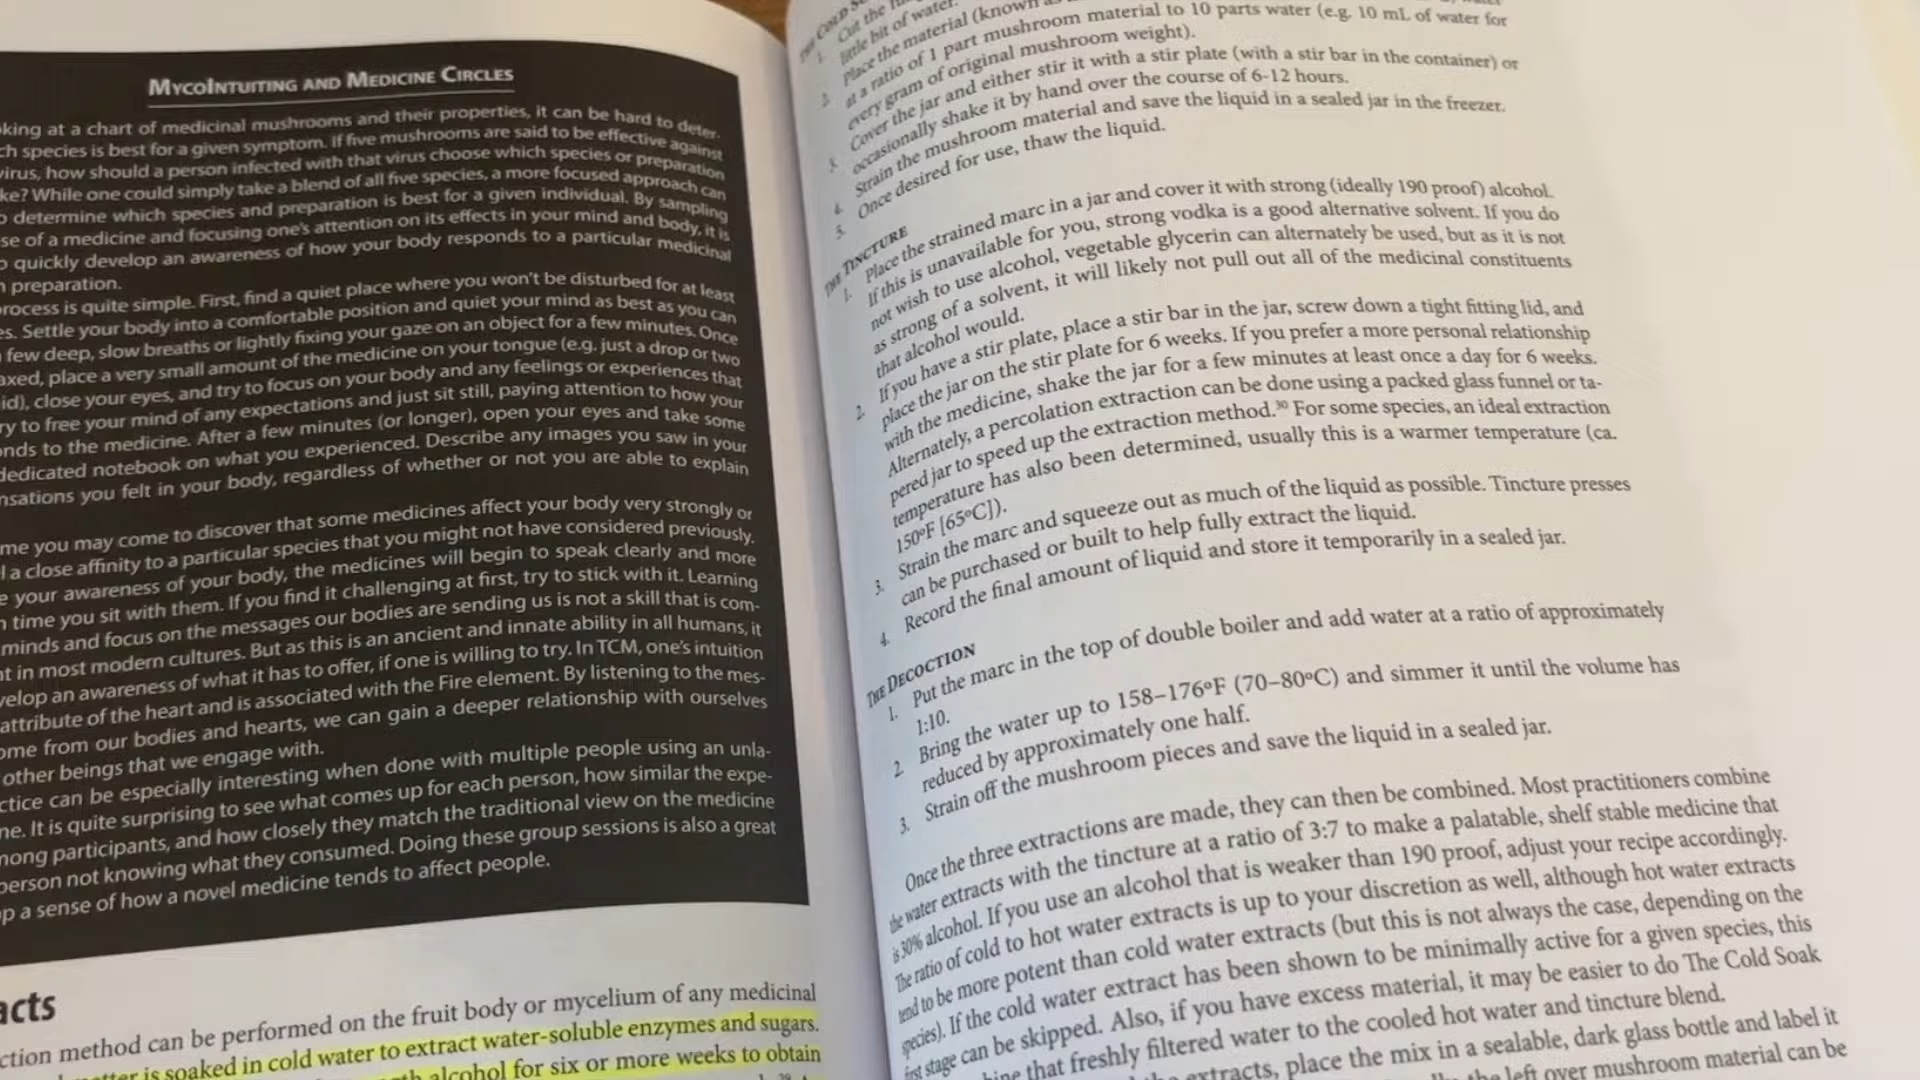 MYCOINTUITING AND MEDICINE CIRCLES
king at a chart of medicinal mushrooms and their properties, it can be hard to deter-
ch species is best for a given symptom. If five mushrooms are said to be effective against
virus, how should a person infected with that virus choose which species or preparation
ke? While one could simply take a blend of all five species, a more focused approach can
o determine which species and preparation is best for a given individual. By sampling
se of a medicine and focusing one's attention on its effects in your mind and body, it is
o quickly develop an awareness of how your body responds to a particular medicinal
n preparation.
rocess is quite simple. First, find a quiet place where you won't be disturbed for at least
es. Settle your body into a comfortable position and quiet your mind as best as you can
few deep, slow breaths or lightly fixing your gaze on an object for a few minutes. Once
axed, place a very small amount of the medicine on your tongue (e.g. just a drop or two
id), close your eyes, and try to focus on your body and any feelings or experiences that
ry to free your mind of any expectations and just sit still, paying attention to how your
onds to the medicine. After a few minutes (or longer), open your eyes and take some
dedicated notebook on what you experienced. Describe any images you saw in your
nsations you felt in your body, regardless of whether or not you are able to explain
me you may come to discover that some medicines affect your body very strongly or
l a close affinity to a particular species that you might not have considered previously.
e your awareness of your body, the medicines will begin to speak clearly and more
n time you sit with them. If you find it challenging at first, try to stick with it. Learning
minds and focus on the messages our bodies are sending us is not a skill that is com-
nt in most modern cultures. But as this is an ancient and innate ability in all humans, it
velop an awareness of what it has to offer, if one is willing to try. In TCM, one's intuition
attribute of the heart and is associated with the Fire element. By listening to the mes-
ome from our bodies and hearts, we can gain a deeper relationship with ourselves
other beings that we engage with.
ctice can be especially interesting when done with multiple people using an unla-
ne. It is quite surprising to see what comes up for each person, how similar the expe-
mong participants, and how closely they match the traditional view on the medicine
person not knowing what they consumed. Doing these group sessions is also a great
p a sense of how a novel medicine tends to affect people.
acts
ction method can be performed on the fruit body or mycelium of any medicinal
matter is soaked in cold water to extract water-soluble enzymes and sugars.
alcohol for six or more weeks to obtain
THE COLD
1. Cut the
little bit of water.
2. Place the material (known
at a ratio of 1 part mushroom material to 10 parts water (e.g. 10 mL of water for
every gram of original mushroom weight).
3. Cover the jar and either stir it with a stir plate (with a stir bar in the container) or
occasionally shake it by hand over the course of 6-12 hours.
4. Strain the mushroom material and save the liquid in a sealed jar in the freezer.
5. Once desired for use, thaw the liquid.
THE TINCTURE
1. Place the strained marc in a jar and cover it with strong (ideally 190 proof) alcohol.
If this is unavailable for you, strong vodka is a good alternative solvent. If you do
not wish to use alcohol, vegetable glycerin can alternately be used, but as it is not
as strong of a solvent, it will likely not pull out all of the medicinal constituents
that alcohol would.
2. If you have a stir plate, place a stir bar in the jar, screw down a tight fitting lid, and
place the jar on the stir plate for 6 weeks. If you prefer a more personal relationship
with the medicine, shake the jar for a few minutes at least once a day for 6 weeks.
Alternately, a percolation extraction can be done using a packed glass funnel or ta-
pered jar to speed up the extraction method.³⁰ For some species, an ideal extraction
temperature has also been determined, usually this is a warmer temperature (ca.
150°F [65°C]).
3. Strain the marc and squeeze out as much of the liquid as possible. Tincture presses
can be purchased or built to help fully extract the liquid.
4. Record the final amount of liquid and store it temporarily in a sealed jar.
THE DECOCTION
1. Put the marc in the top of double boiler and add water at a ratio of approximately
1:10.
2. Bring the water up to 158–176°F (70–80°C) and simmer it until the volume has
reduced by approximately one half.
3. Strain off the mushroom pieces and save the liquid in a sealed jar.
Once the three extractions are made, they can then be combined. Most practitioners combine
the water extracts with the tincture at a ratio of 3:7 to make a palatable, shelf stable medicine that
is 30% alcohol. If you use an alcohol that is weaker than 190 proof, adjust your recipe accordingly.
The ratio of cold to hot water extracts is up to your discretion as well, although hot water extracts
tend to be more potent than cold water extracts (but this is not always the case, depending on the
species). If the cold water extract has been shown to be minimally active for a given species, this
first stage can be skipped. Also, if you have excess material, it may be easier to do The Cold Soak
that freshly filtered water to the cooled hot water and tincture blend.
extracts, place the mix in a sealable, dark glass bottle and label it
the left over mushroom material can be